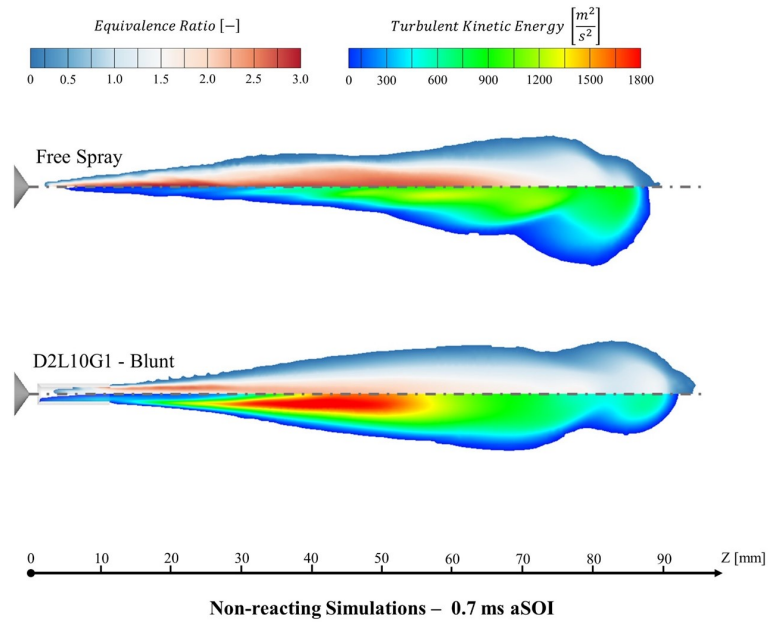 Equivalence Ratio [−]
0 0.5 1.0 1.5 2.0 2.5 3.0
Turbulent Kinetic Energy [m²/s²]
0 300 600 900 1200 1500 1800
Free Spray
D2L10G1 - Blunt
0 10 20 30 40 50 60 70 80 90 Z [mm]
Non-reacting Simulations – 0.7 ms aSOI